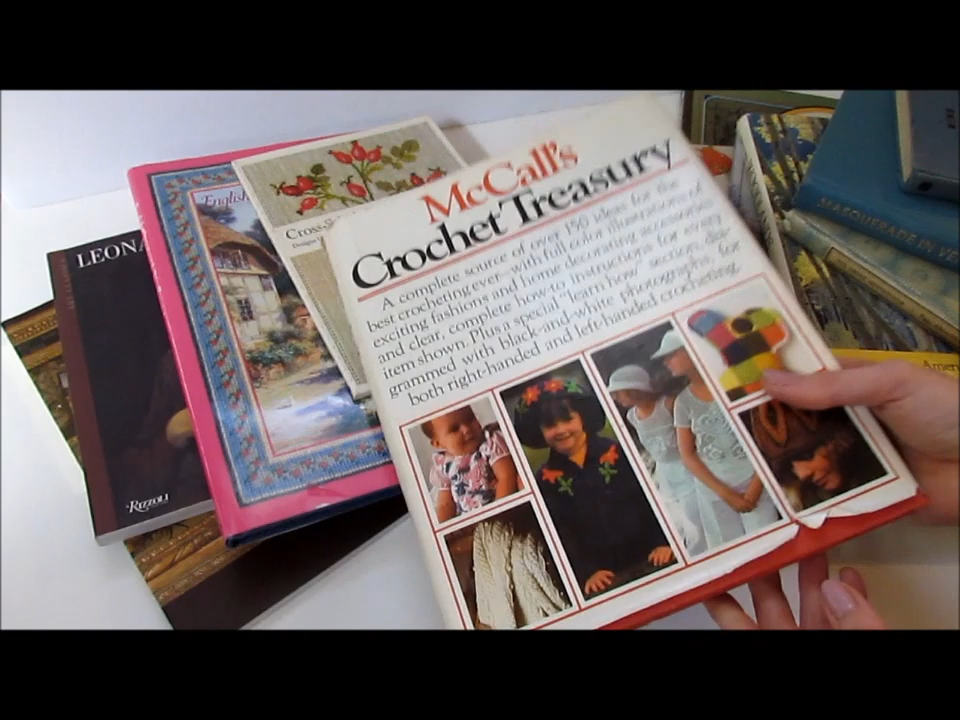 McCall's
Crochet Treasury
A complete source of over 150 ideas for the
best crocheting ever—with full color illustrations of
exciting fashions and home decorating accessories
and clear, complete how-to instructions for every
item shown. Plus a special "learn how" section, dia-
grammed with black-and-white photographs, for
both right-handed and left-handed crocheting.
LEONA
RIZZOLI
English
Cross-S
Designs
MASQUERADE IN VE
Amer